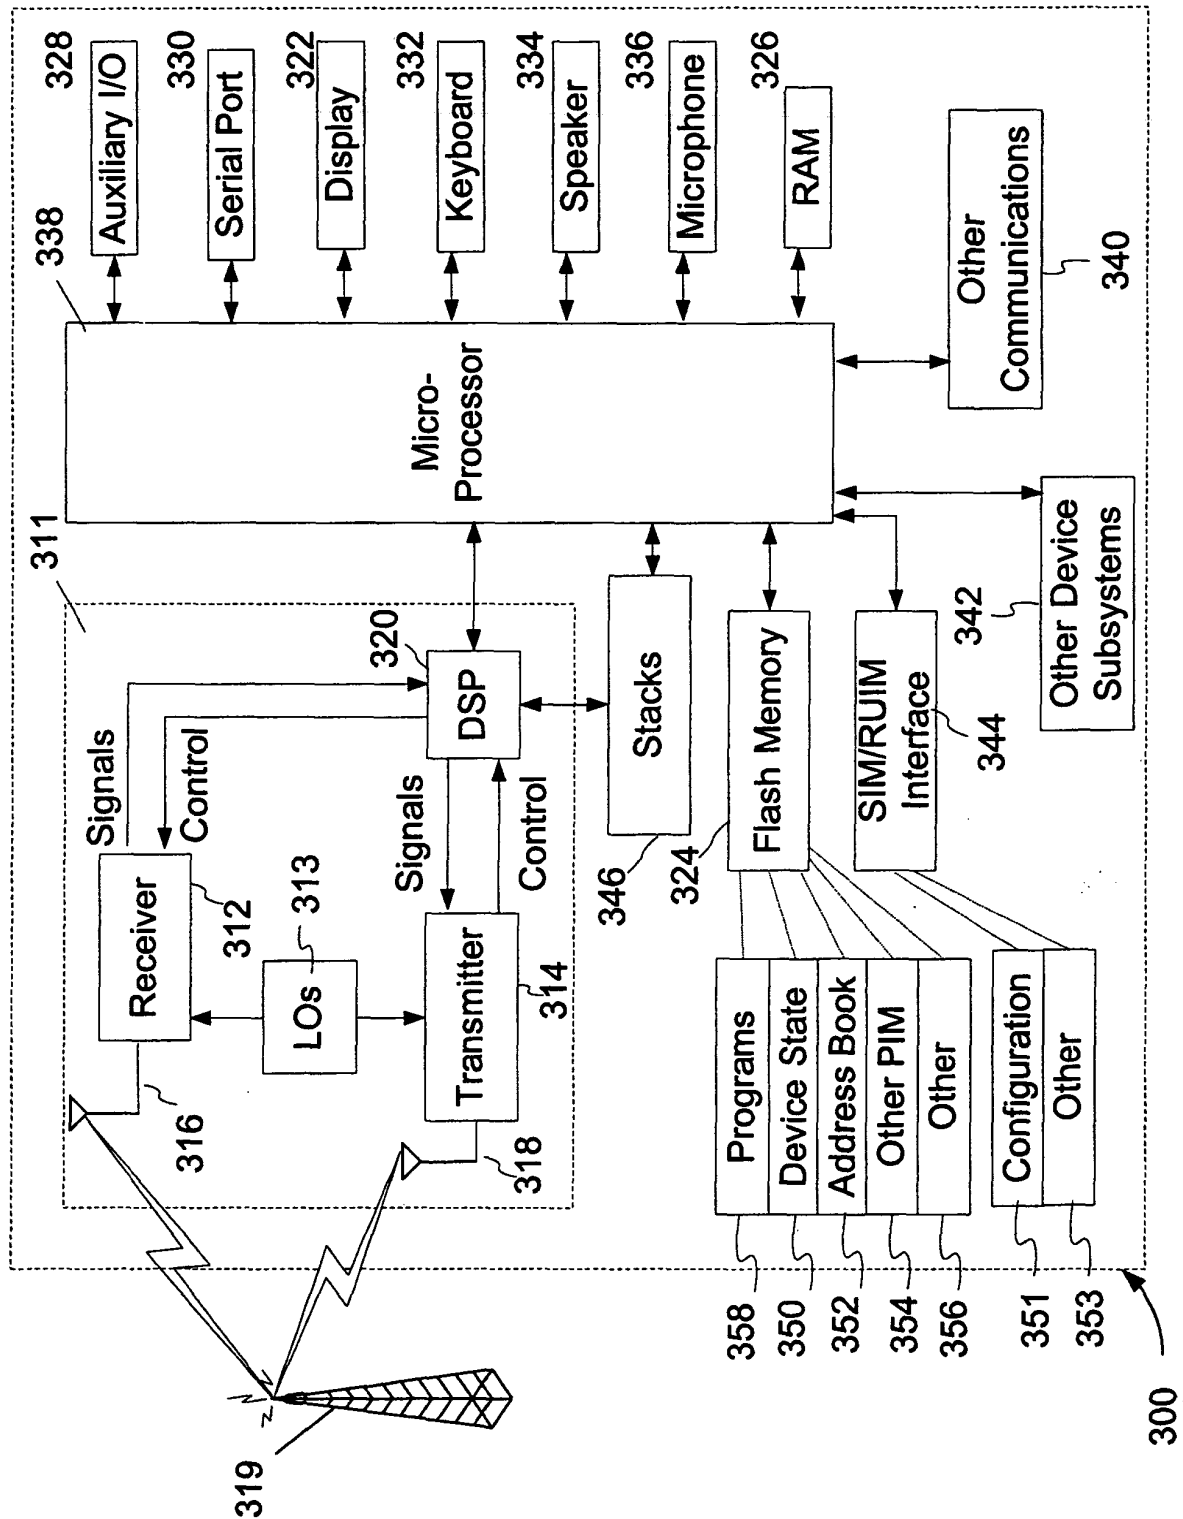 328
Auxiliary I/O
330
Serial Port
322
Display
332
Keyboard
334
Speaker
336
Microphone
326
RAM
338
Micro-
Processor
Other
Communications
340
311
320
DSP
Signals
Control
Signals
Control
Receiver
312
LOs
313
Transmitter
314
316
318
319
Stacks
346
Flash Memory
324
SIM/RUIM
Interface
344
Other Device
Subsystems
342
Programs
Device State
Address Book
Other PIM
Other
358
350
352
354
356
Configuration
Other
351
353
300